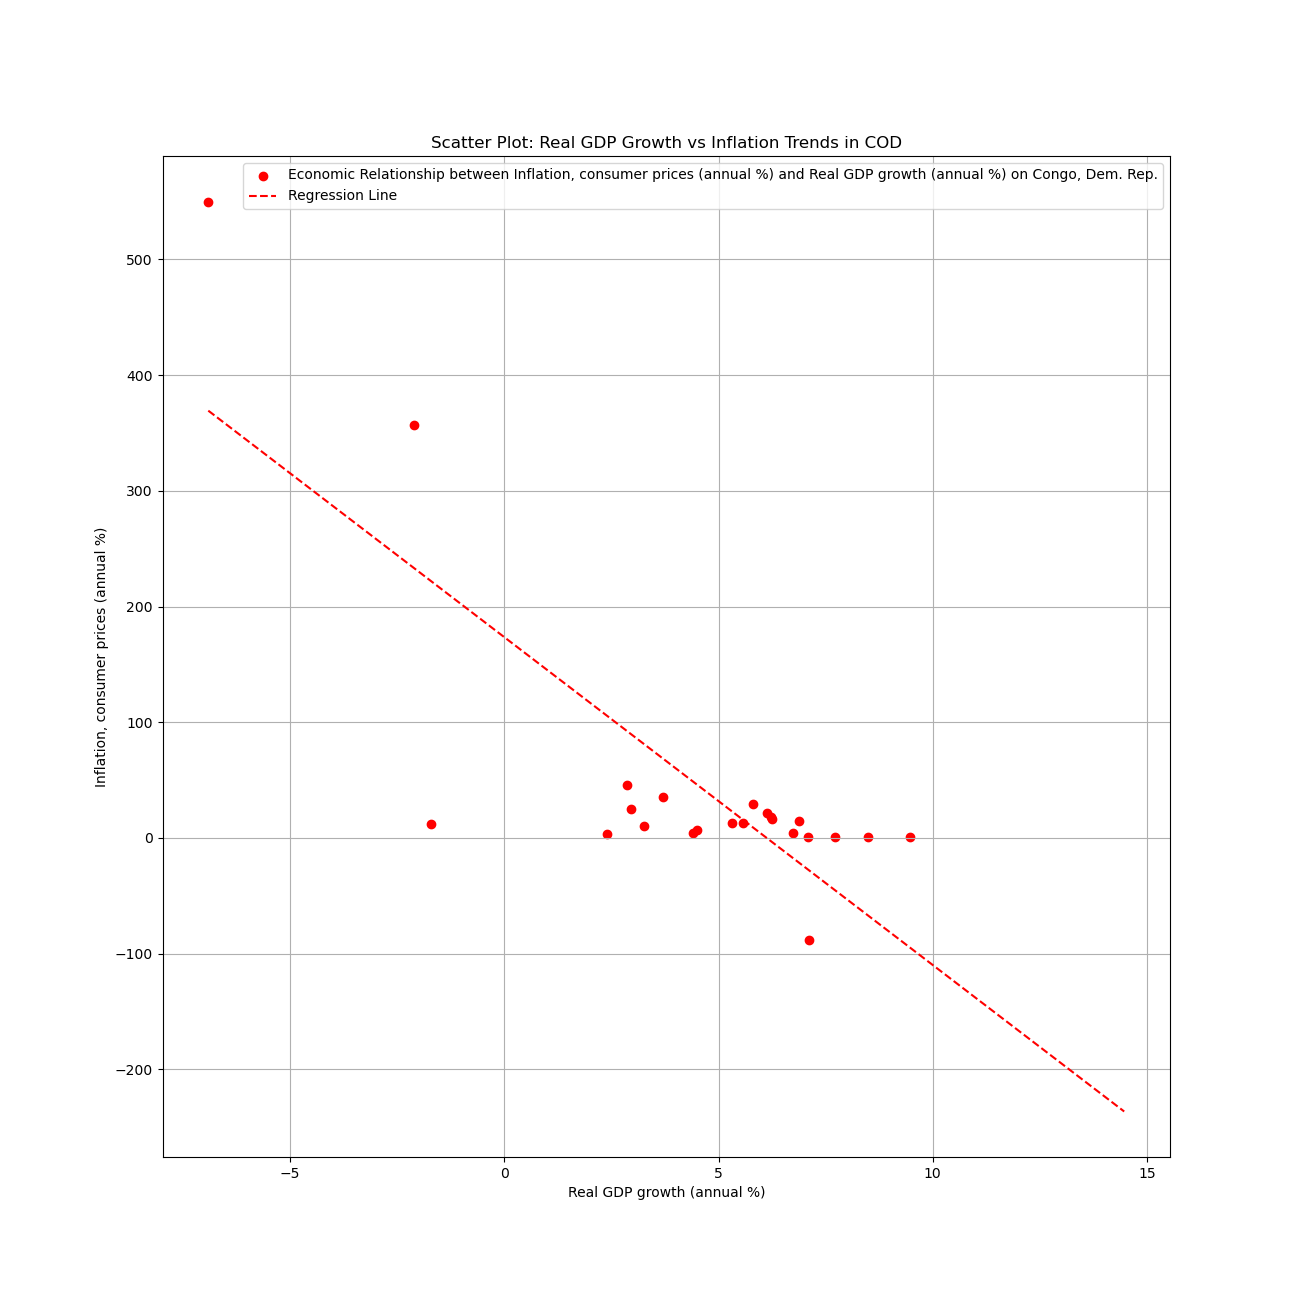 Scatter Plot: Real GDP Growth vs Inflation Trends in COD
Economic Relationship between Inflation, consumer prices (annual %) and Real GDP growth (annual %) on Congo, Dem. Rep.
Regression Line
500
400
300
200
100
0
−100
−200
Inflation, consumer prices (annual %)
−5 0 5 10 15
Real GDP growth (annual %)